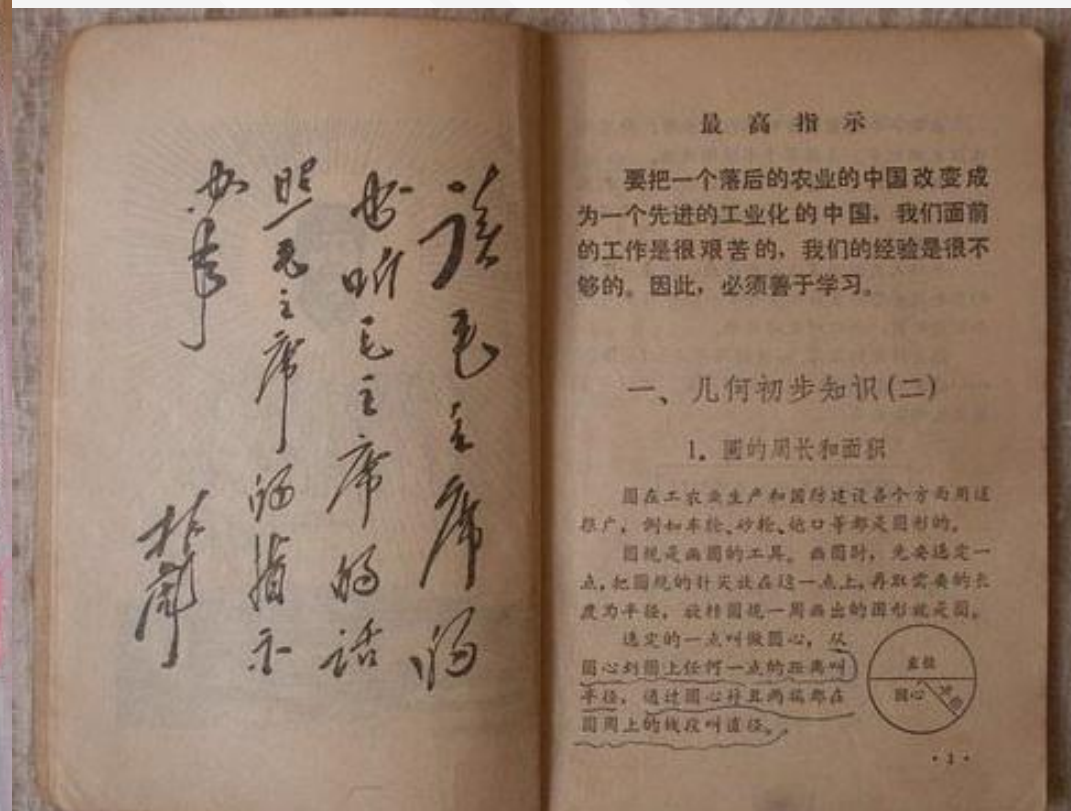 读毛主席的
书听毛主席的话
照毛主席的指示
办事
林彪
最高指示
要把一个落后的农业的中国改变成
为一个先进的工业化的中国，我们面前
的工作是很艰苦的，我们的经验是很不
够的。因此，必须善于学习。
一、几何初步知识(二)
1. 圆的周长和面积
圆在工农业生产和国防建设各个方面用途
很广，例如车轮、砂轮、炮口等都是圆形的。
圆规是画圆的工具。画圆时，先要选定一
点，把圆规的针尖放在这一点上，再取需要的长
度为半径，旋转圆规一周画出的图形就是圆。
选定的一点叫做圆心，从
圆心到圆上任何一点的距离叫
半径，通过圆心并且两端都在
圆周上的线段叫直径。
直径
圆心
半径
·1·